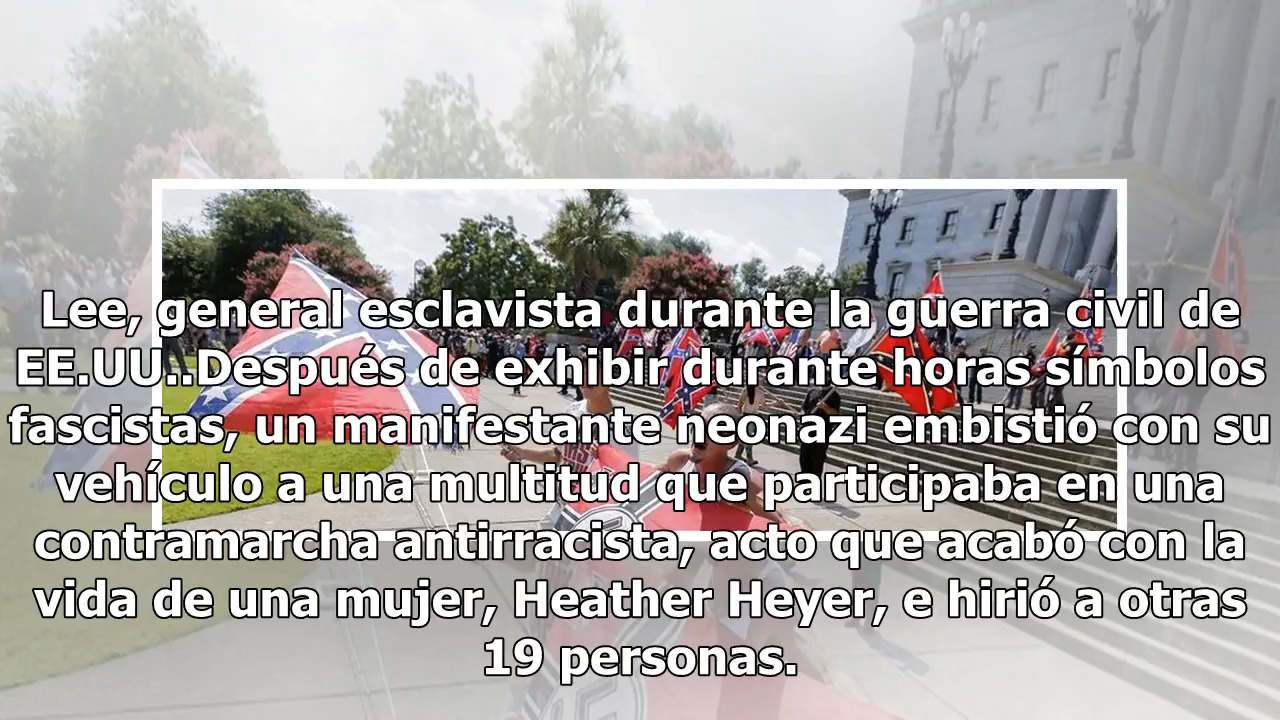 Lee, general esclavista durante la guerra civil de
EE.UU..Después de exhibir durante horas símbolos
fascistas, un manifestante neonazi embistió con su
vehículo a una multitud que participaba en una
contramarcha antirracista, acto que acabó con la
vida de una mujer, Heather Heyer, e hirió a otras
19 personas.